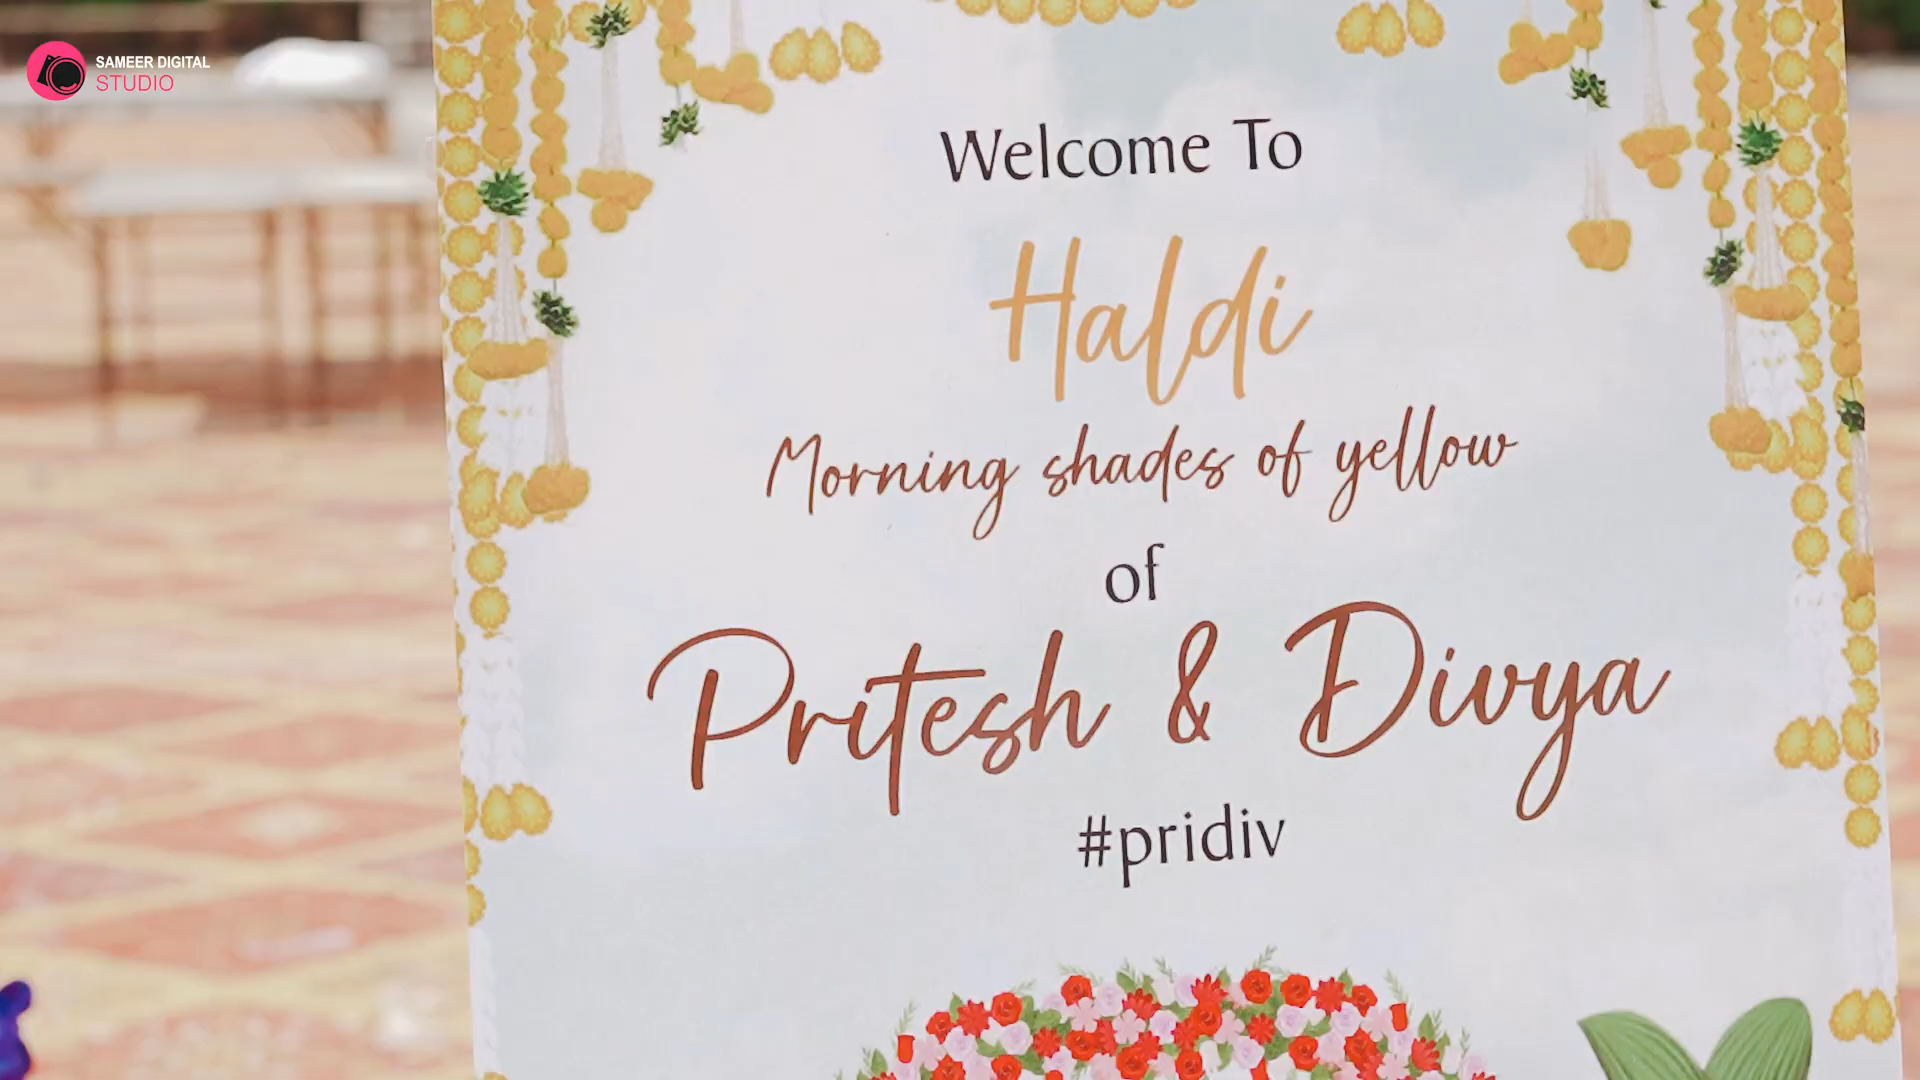 SAMEER DIGITAL
STUDIO
Welcome To
Haldi
Morning shades of yellow
of
Pritesh & Divya
#pridiv